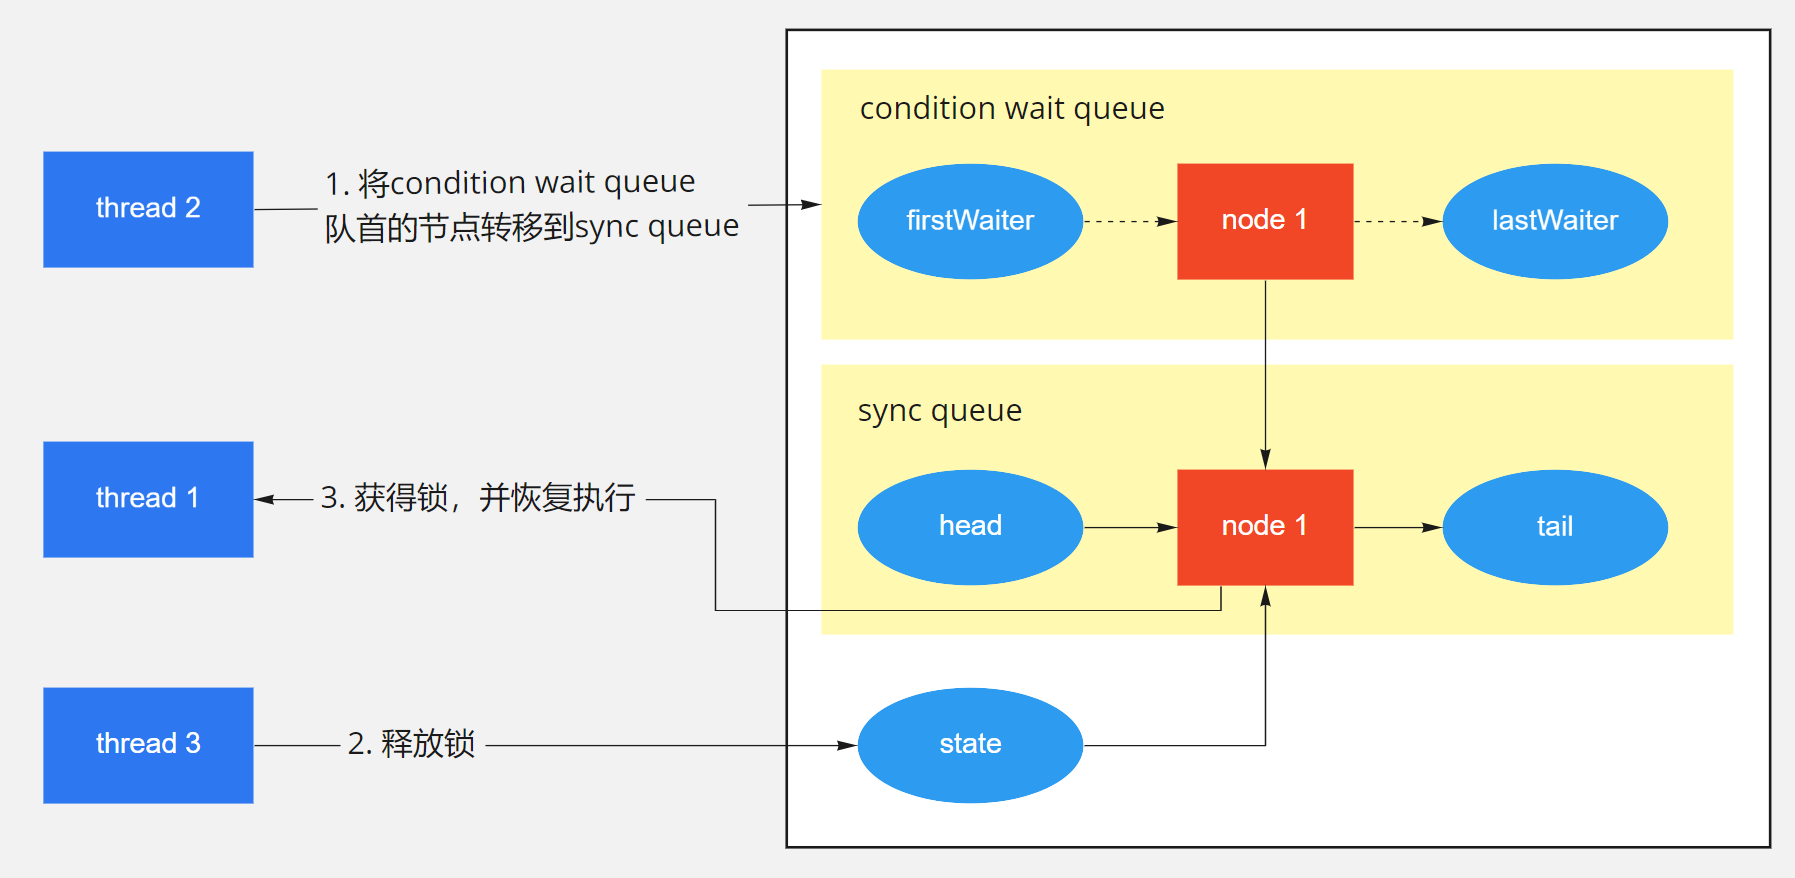 condition wait queue
thread 2
1. 将condition wait queue
队首的节点转移到sync queue
firstWaiter
node 1
lastWaiter
sync queue
thread 1
3. 获得锁，并恢复执行
head
node 1
tail
thread 3
2. 释放锁
state